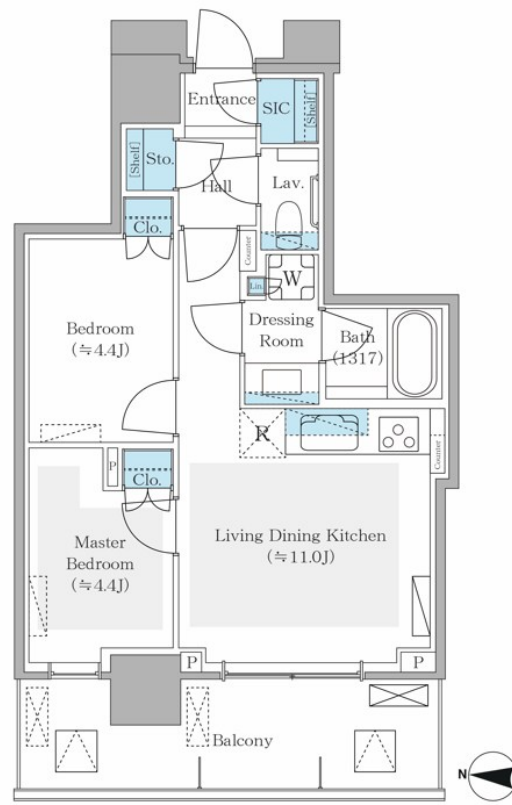 Entrance
SIC
[Shelf]
[Shelf]
Sto.
Hall
Lav.
Clo.
Counter
Lin.
W
Bedroom
(≒4.4J)
Dressing
Room
Bath
(1317)
R
Counter
P
Clo.
Master
Bedroom
(≒4.4J)
Living Dining Kitchen
(≒11.0J)
P
P
Balcony
N